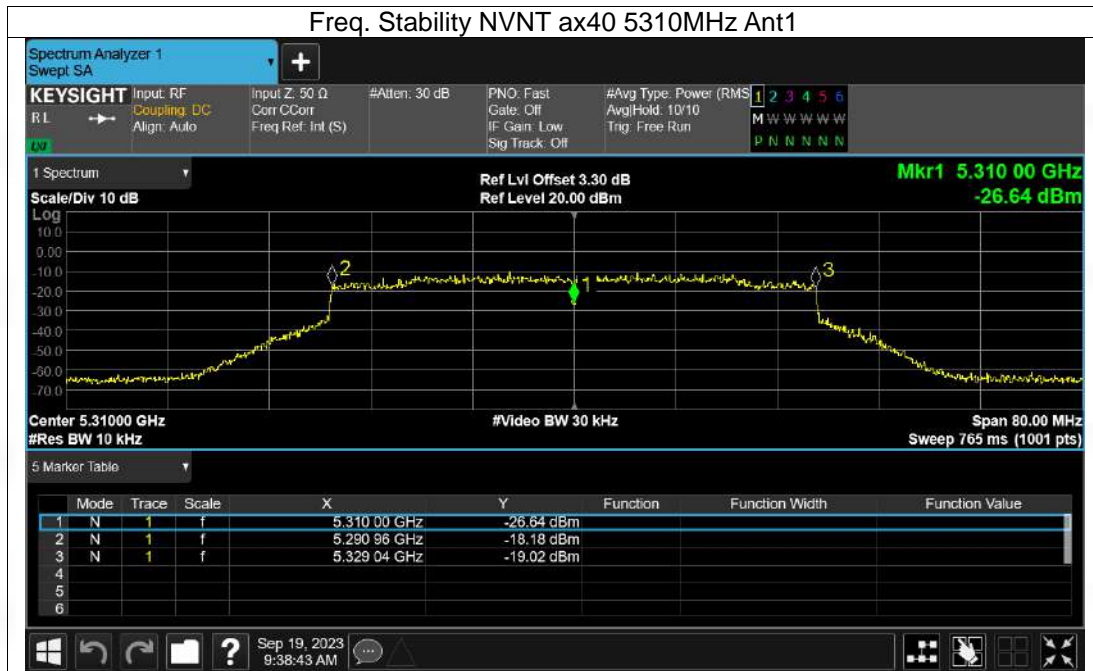 Freq. Stability NVNT ax40 5310MHz Ant1
Spectrum Analyzer 1
Swept SA
+
KEYSIGHT Input: RF Input Z: 50 Ω #Atten: 30 dB PNO: Fast #Avg Type: Power (RMS 1 2 3 4 5 6
RL Coupling: DC Corr CCorr Gate: Off Avg|Hold: 10/10 M W W W W W
Align: Auto Freq Ref: Int (S) IF Gain: Low Trig: Free Run
LXI Sig Track: Off P N N N N N
1 Spectrum Ref Lvl Offset 3.30 dB Mkr1 5.310 00 GHz
Scale/Div 10 dB Ref Level 20.00 dBm -26.64 dBm
Log
10.0
0.00
-10.0 2 3
-20.0 1
-30.0
-40.0
-50.0
-60.0
-70.0
Center 5.31000 GHz #Video BW 30 kHz Span 80.00 MHz
#Res BW 10 kHz Sweep 765 ms (1001 pts)
5 Marker Table
Mode Trace Scale X Y Function Function Width Function Value
1 N 1 f 5.310 00 GHz -26.64 dBm
2 N 1 f 5.290 96 GHz -18.18 dBm
3 N 1 f 5.329 04 GHz -19.02 dBm
4
5
6
? Sep 19, 2023
9:38:43 AM